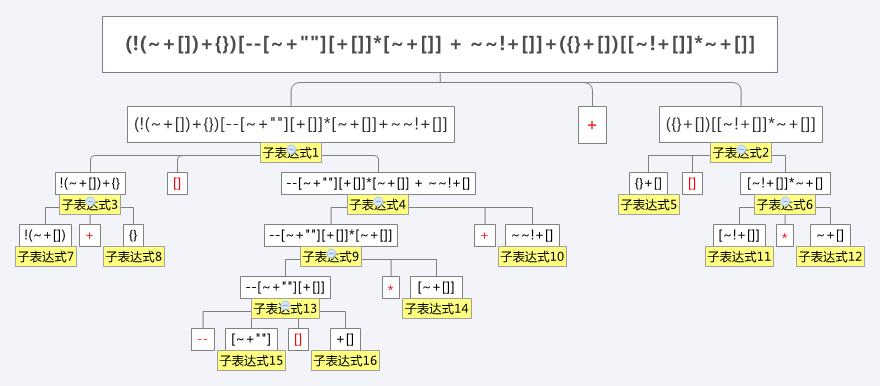 (!(~+[])+{})[--[~+""][+[]]*[~+[]] + ~~!+[]]+({}+[])[[~!+[]]*~+[]]
(!(~+[])+{})[--[~+""][+[]]*[~+[]]+~~!+[]]
+
({}+[])[[~!+[]]*~+[]]
子表达式1
子表达式2
!(~+[])+{}
[]
--[~+""][+[]]*[~+[]] + ~~!+[]
{}+[]
[]
[~!+[]]*~+[]
子表达式3
子表达式4
子表达式5
子表达式6
!(~+[])
+
{}
--[~+""][+[]]*[~+[]]
+
~~!+[]
[~!+[]]
*
~+[]
子表达式7
子表达式8
子表达式9
子表达式10
子表达式11
子表达式12
--[~+""][+[]]
*
[~+[]]
子表达式13
子表达式14
--
[~+""]
[]
+[]
子表达式15
子表达式16